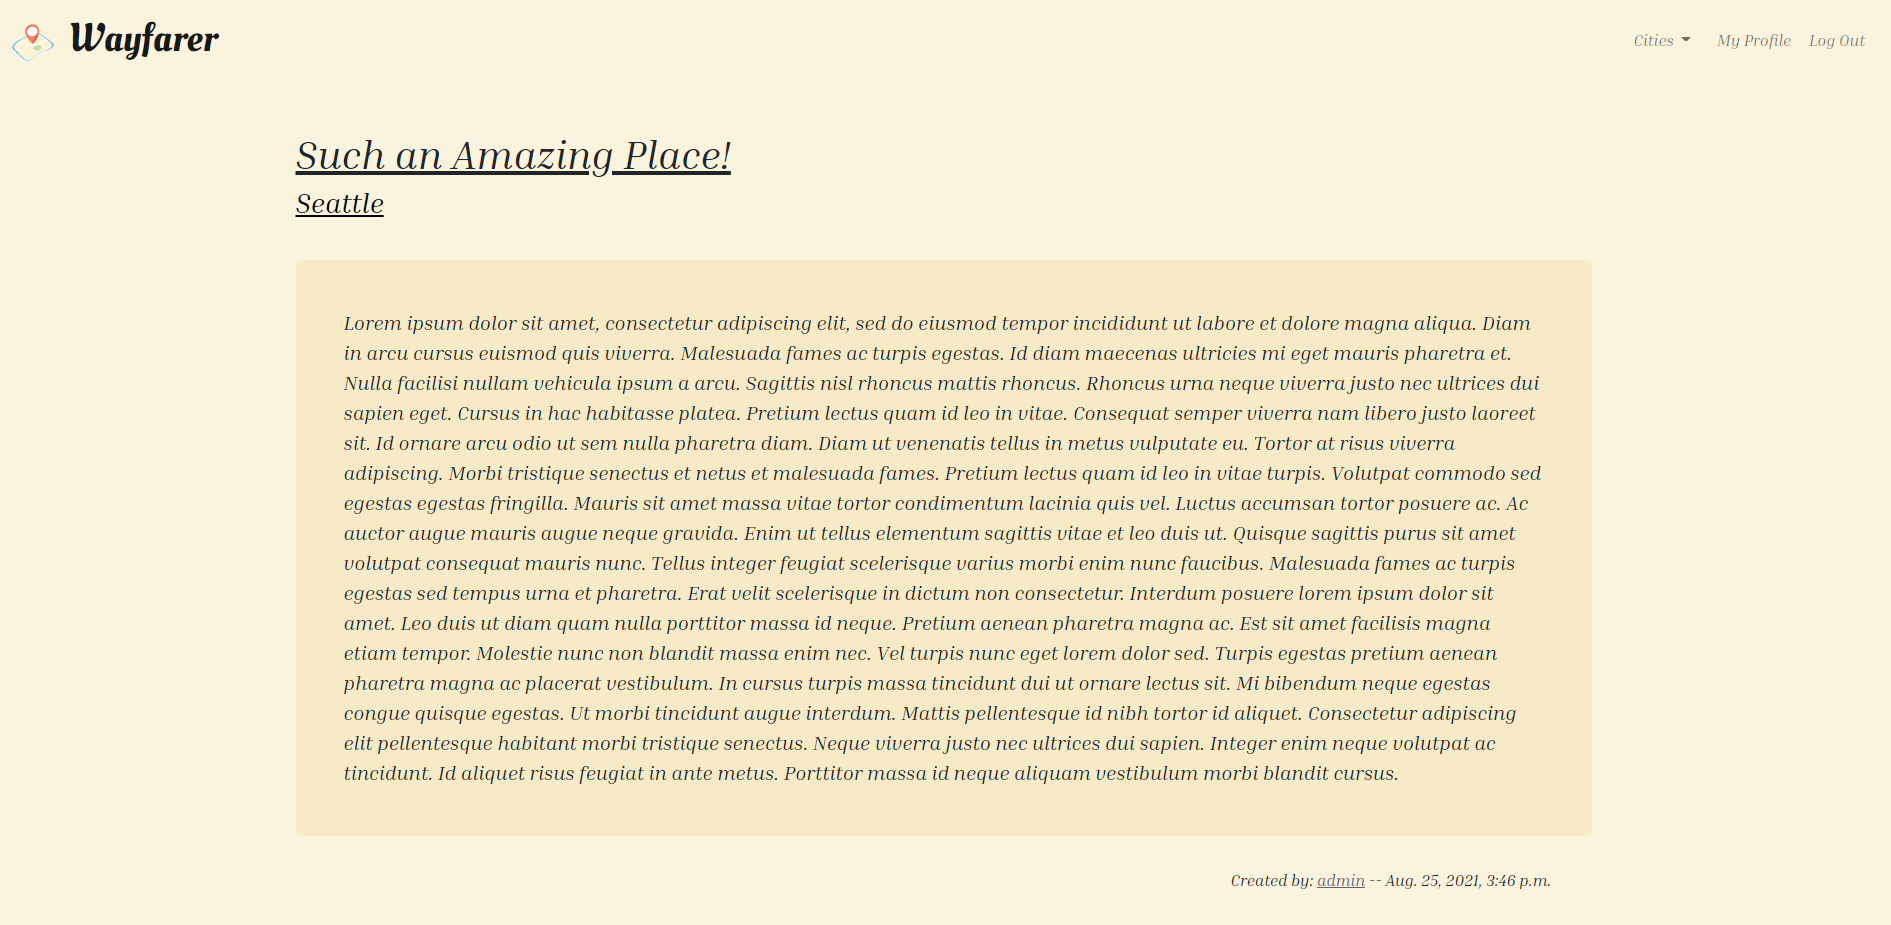 Wayfarer
Cities
My Profile
Log Out
Such an Amazing Place!
Seattle
Lorem ipsum dolor sit amet, consectetur adipiscing elit, sed do eiusmod tempor incididunt ut labore et dolore magna aliqua. Diam
in arcu cursus euismod quis viverra. Malesuada fames ac turpis egestas. Id diam maecenas ultricies mi eget mauris pharetra et.
Nulla facilisi nullam vehicula ipsum a arcu. Sagittis nisl rhoncus mattis rhoncus. Rhoncus urna neque viverra justo nec ultrices dui
sapien eget. Cursus in hac habitasse platea. Pretium lectus quam id leo in vitae. Consequat semper viverra nam libero justo laoreet
sit. Id ornare arcu odio ut sem nulla pharetra diam. Diam ut venenatis tellus in metus vulputate eu. Tortor at risus viverra
adipiscing. Morbi tristique senectus et netus et malesuada fames. Pretium lectus quam id leo in vitae turpis. Volutpat commodo sed
egestas egestas fringilla. Mauris sit amet massa vitae tortor condimentum lacinia quis vel. Luctus accumsan tortor posuere ac. Ac
auctor augue mauris augue neque gravida. Enim ut tellus elementum sagittis vitae et leo duis ut. Quisque sagittis purus sit amet
volutpat consequat mauris nunc. Tellus integer feugiat scelerisque varius morbi enim nunc faucibus. Malesuada fames ac turpis
egestas sed tempus urna et pharetra. Erat velit scelerisque in dictum non consectetur. Interdum posuere lorem ipsum dolor sit
amet. Leo duis ut diam quam nulla porttitor massa id neque. Pretium aenean pharetra magna ac. Est sit amet facilisis magna
etiam tempor. Molestie nunc non blandit massa enim nec. Vel turpis nunc eget lorem dolor sed. Turpis egestas pretium aenean
pharetra magna ac placerat vestibulum. In cursus turpis massa tincidunt dui ut ornare lectus sit. Mi bibendum neque egestas
congue quisque egestas. Ut morbi tincidunt augue interdum. Mattis pellentesque id nibh tortor id aliquet. Consectetur adipiscing
elit pellentesque habitant morbi tristique senectus. Neque viverra justo nec ultrices dui sapien. Integer enim neque volutpat ac
tincidunt. Id aliquet risus feugiat in ante metus. Porttitor massa id neque aliquam vestibulum morbi blandit cursus.
Created by: admin -- Aug. 25, 2021, 3:46 p.m.